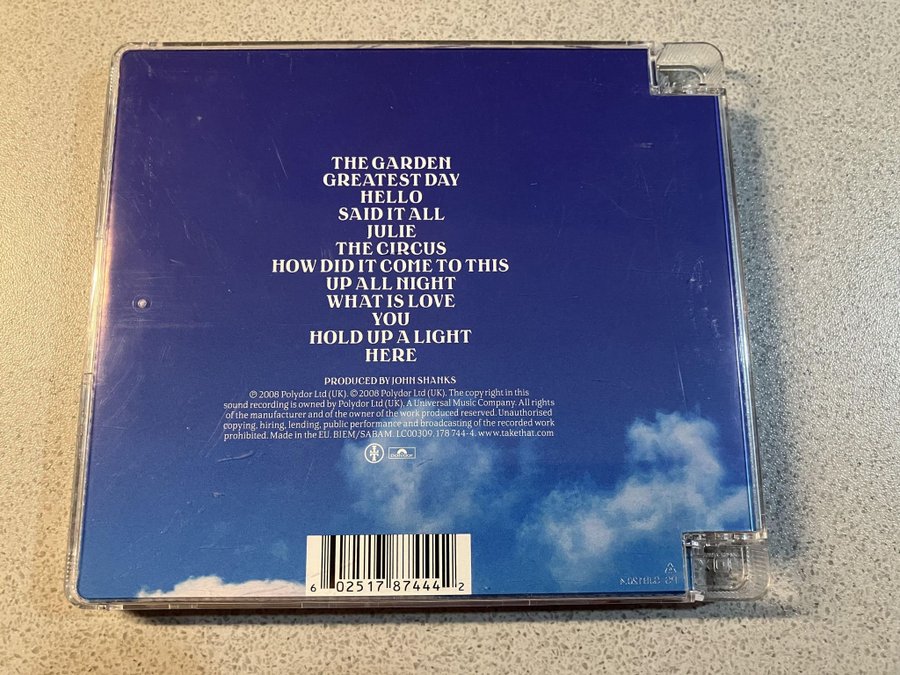 THE GARDEN
GREATEST DAY
HELLO
SAID IT ALL
JULIE
THE CIRCUS
HOW DID IT COME TO THIS
UP ALL NIGHT
WHAT IS LOVE
YOU
HOLD UP A LIGHT
HERE
PRODUCED BY JOHN SHANKS
℗ 2008 Polydor Ltd (UK). © 2008 Polydor Ltd (UK). The copyright in this
sound recording is owned by Polydor Ltd (UK). A Universal Music Company. All rights
of the manufacturer and of the owner of the work produced reserved. Unauthorised
copying, hiring, lending, public performance and broadcasting of the recorded work
prohibited. Made in the EU. BIEM/SABAM. LC00309. 178 744-4. www.takethat.com
polydor
6 02517 87444 2